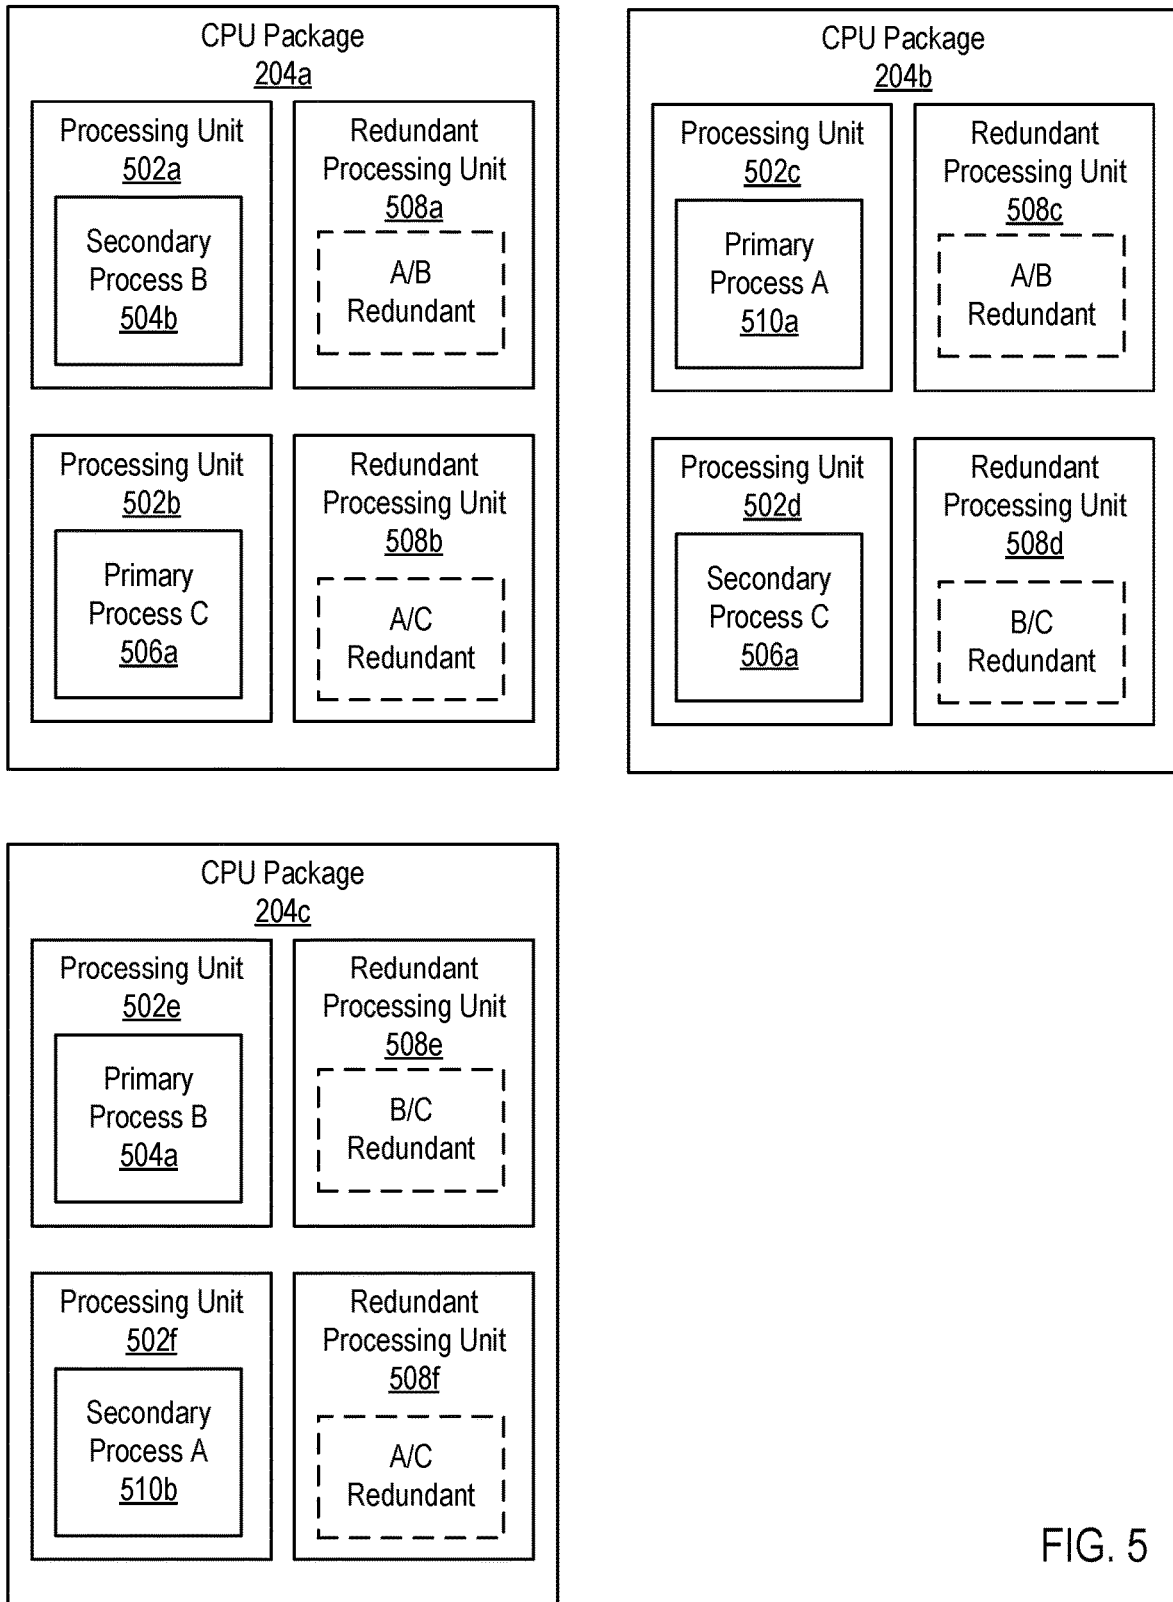 CPU Package
204a
Processing Unit
502a
Secondary
Process B
504b
Redundant
Processing Unit
508a
A/B
Redundant
Processing Unit
502b
Primary
Process C
506a
Redundant
Processing Unit
508b
A/C
Redundant
CPU Package
204b
Processing Unit
502c
Primary
Process A
510a
Redundant
Processing Unit
508c
A/B
Redundant
Processing Unit
502d
Secondary
Process C
506a
Redundant
Processing Unit
508d
B/C
Redundant
CPU Package
204c
Processing Unit
502e
Primary
Process B
504a
Redundant
Processing Unit
508e
B/C
Redundant
Processing Unit
502f
Secondary
Process A
510b
Redundant
Processing Unit
508f
A/C
Redundant
FIG. 5